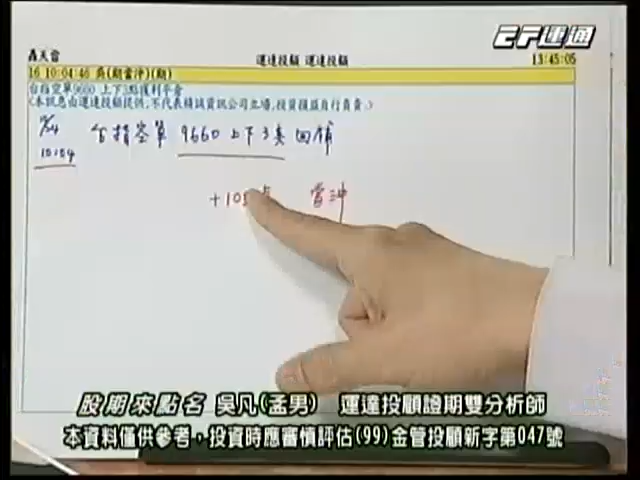 EF運通
轟天雷 運達投顧 運達投顧 13:45:05
16 10:04:46 吳(期當沖)(期)
台指空單9660 上下3點獲利平倉
(本訊息由運達投顧提供,不代表精誠資訊公司立場,投資損益自行負責.)
台指空單 9660 上下3點 回補
10:04
當沖
股期來點名 吳凡(孟男) 運達投顧證期雙分析師
本資料僅供參考,投資時應審慎評估(99)金管投顧新字第047號